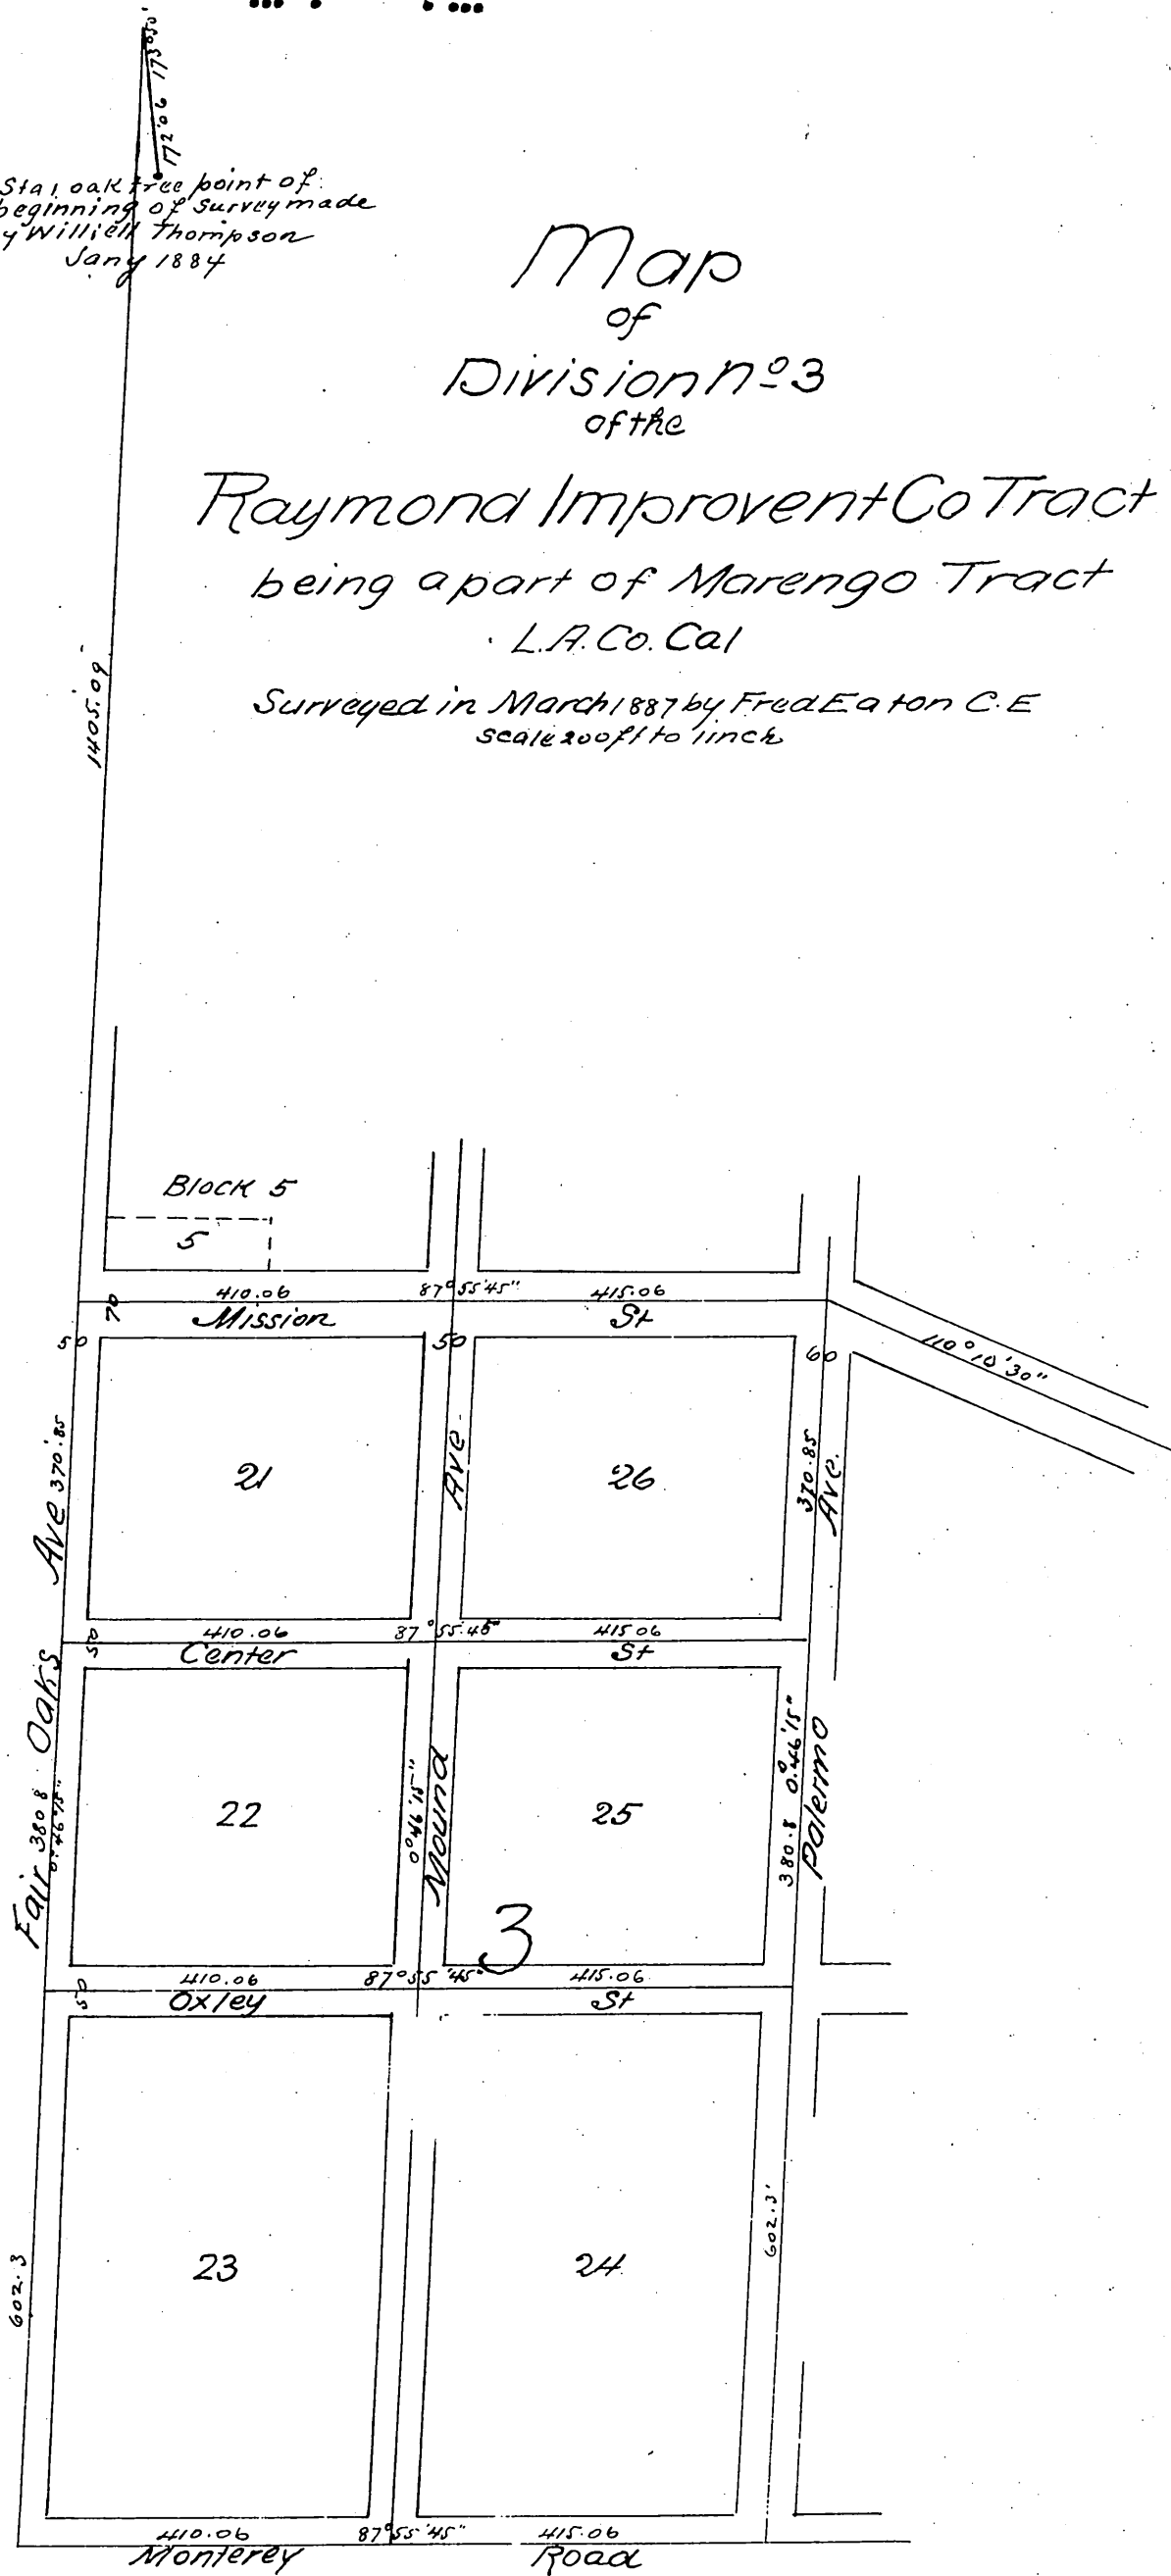 172.06 173°50'
Sta 1 oak tree point of
beginning of survey made
y Thompson
Jany 1884
Map
of
Division No 3
of the
Raymond Improvent Co Tract
being a part of Marengo Tract
L.A. Co. Cal
Surveyed in March 1887 by Fred Eaton C.E
scale 200ft to 1 inch
1405.09
Block 5
5
410.06 87°55'45" 415.06
70 Mission St
50 50 60 110°10'30"
Ave 370.85 21 Ave 26 370.85 Ave.
410.06 87°55'45" 415.06
50 Center St
Fair Oaks 380.8 0°46'15" 22 0°46'15" Mound 25 380.8 0°46'15" Palermo
3
410.06 87°55'45" 415.06
50 Oxley St
602.3 23 24 602.3'
410.06 87°55'45" 415.06
Monterey Road